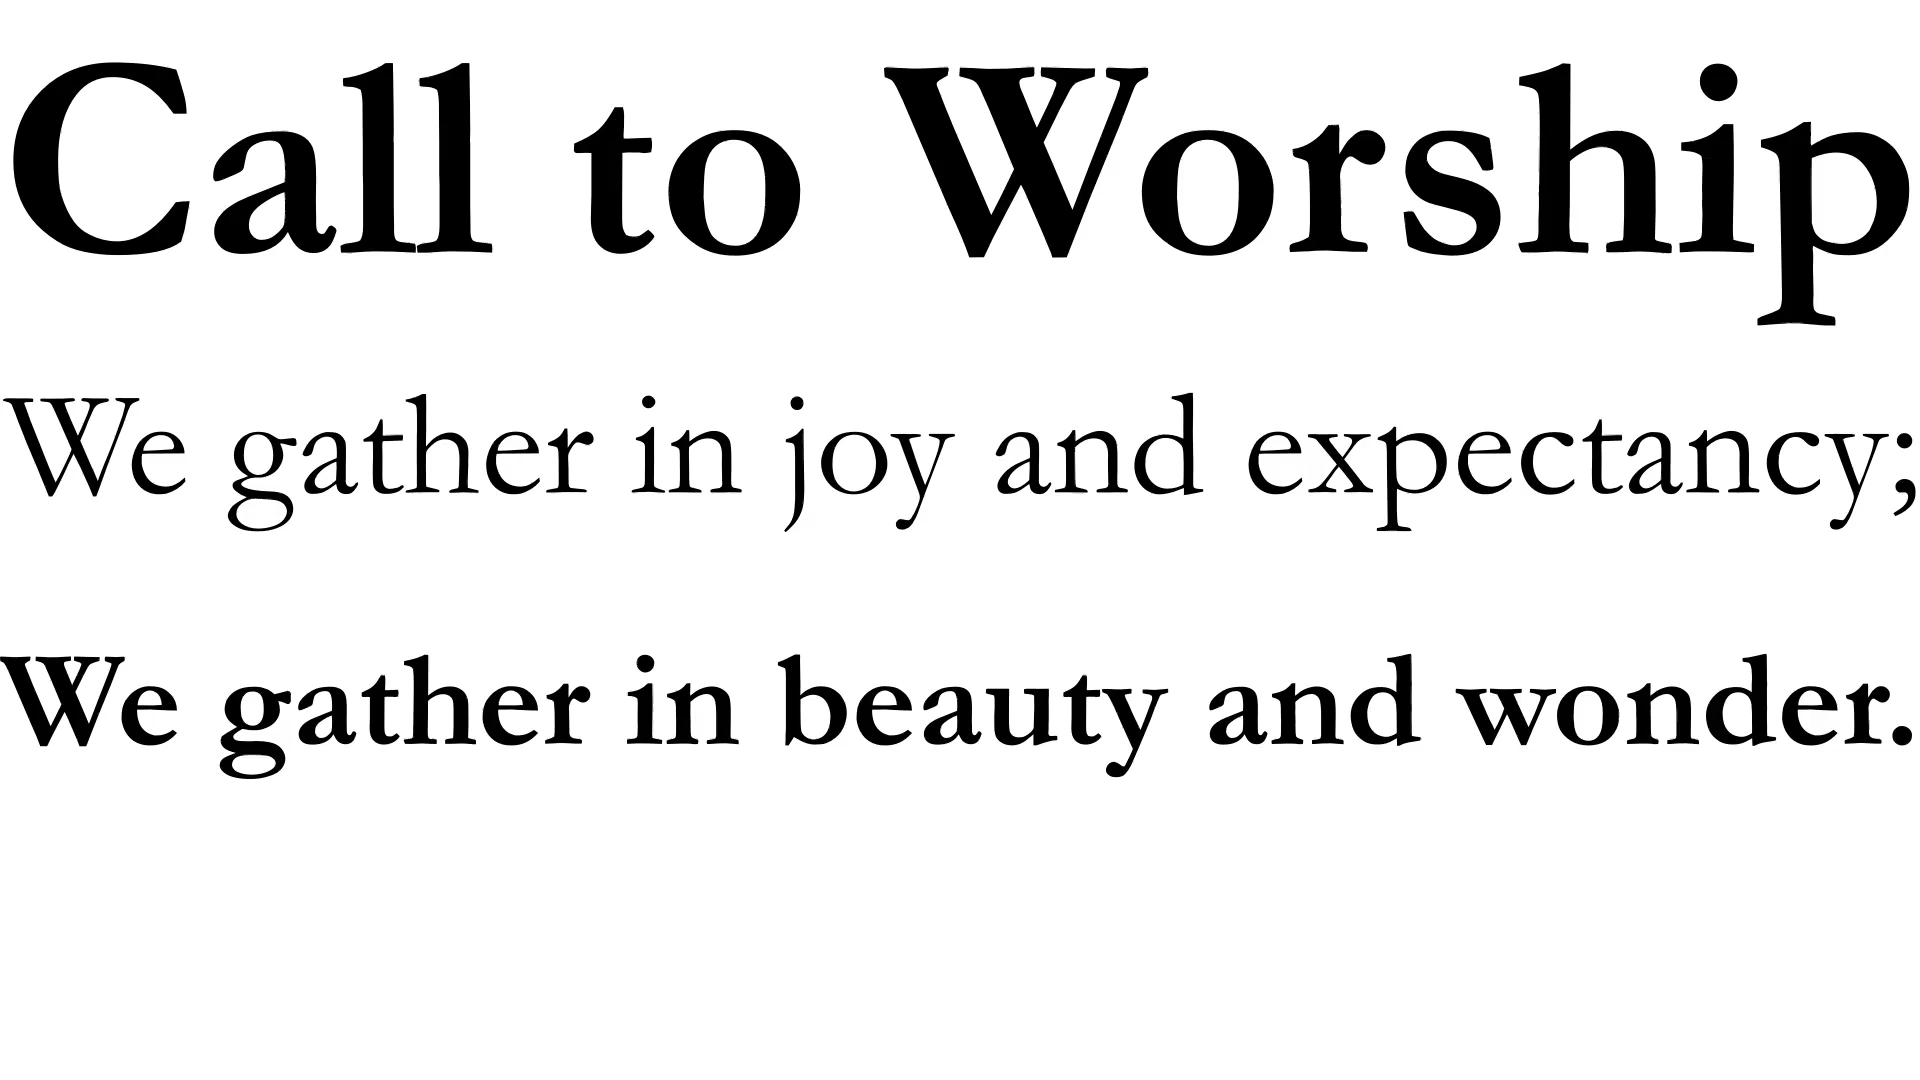 Call to Worship
We gather in joy and expectancy;
We gather in beauty and wonder.